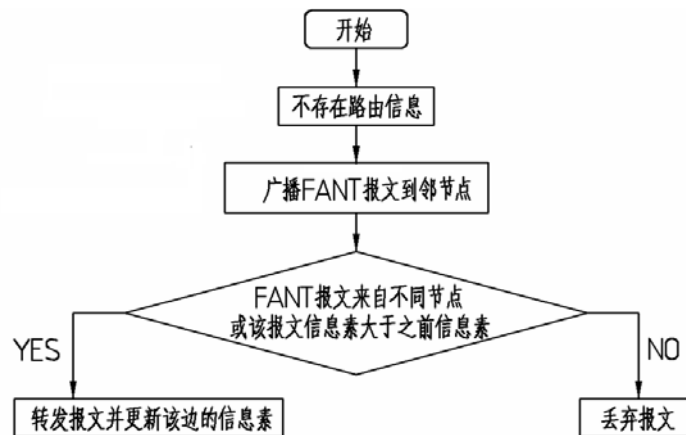 开始
不存在路由信息
广播FANT报文到邻节点
FANT报文来自不同节点
或该报文信息素大于之前信息素
YES
NO
转发报文并更新该边的信息素
丢弃报文